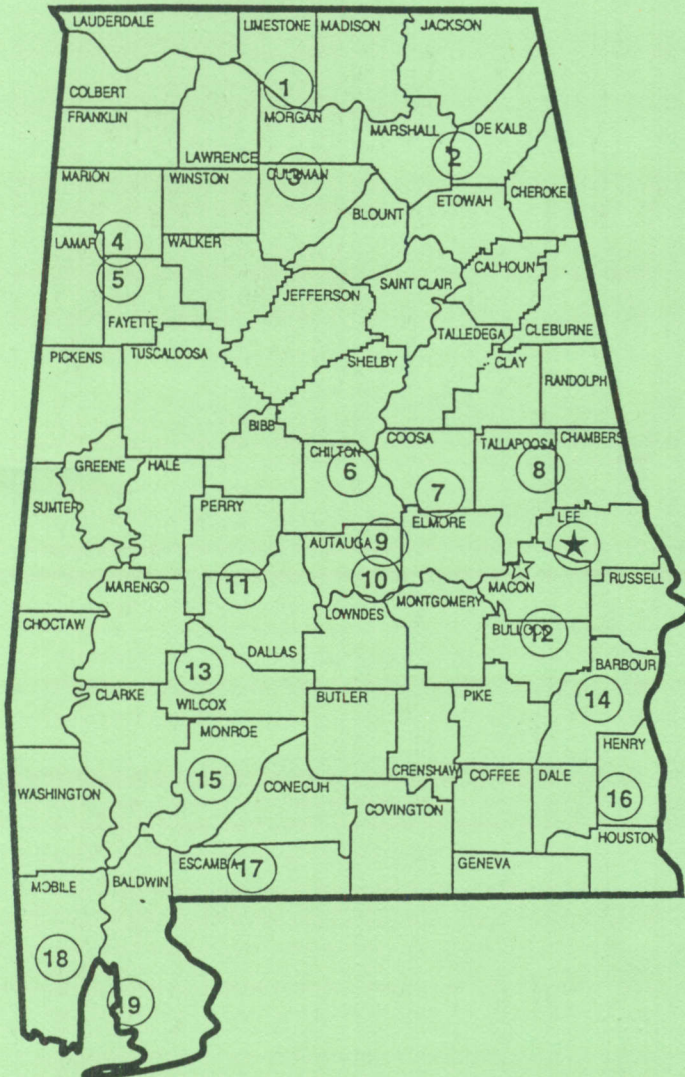 LAUDERDALE
LIMESTONE MADISON JACKSON
COLBERT
1
FRANKLIN
MORGAN
MARSHALL
DE KALB
2
LAWRENCE
MARION
WINSTON
CULLMAN
3
CHEROKEE
ETOWAH
BLOUNT
LAMAR
4
WALKER
5
CALHOUN
SAINT CLAIR
JEFFERSON
FAYETTE
TALLEDEGA
CLEBURNE
PICKENS
TUSCALOOSA
SHELBY
CLAY
RANDOLPH
BIBB
COOSA
TALLAPOOSA
CHAMBERS
CHILTON
6
GREENE
HALE
7
8
SUMTER
PERRY
ELMORE
LEE
AUTAUGA
9
10
11
MACON
RUSSELL
MARENGO
MONTGOMERY
LOWNDES
CHOCTAW
BULLOCK
12
DALLAS
13
BARBOUR
CLARKE
WILCOX
BUTLER
PIKE
14
MONROE
HENRY
15
CONECUH
CRENSHAW
COFFEE
DALE
WASHINGTON
COVINGTON
16
HOUSTON
ESCAMBIA
17
GENEVA
MOBILE
BALDWIN
18
19